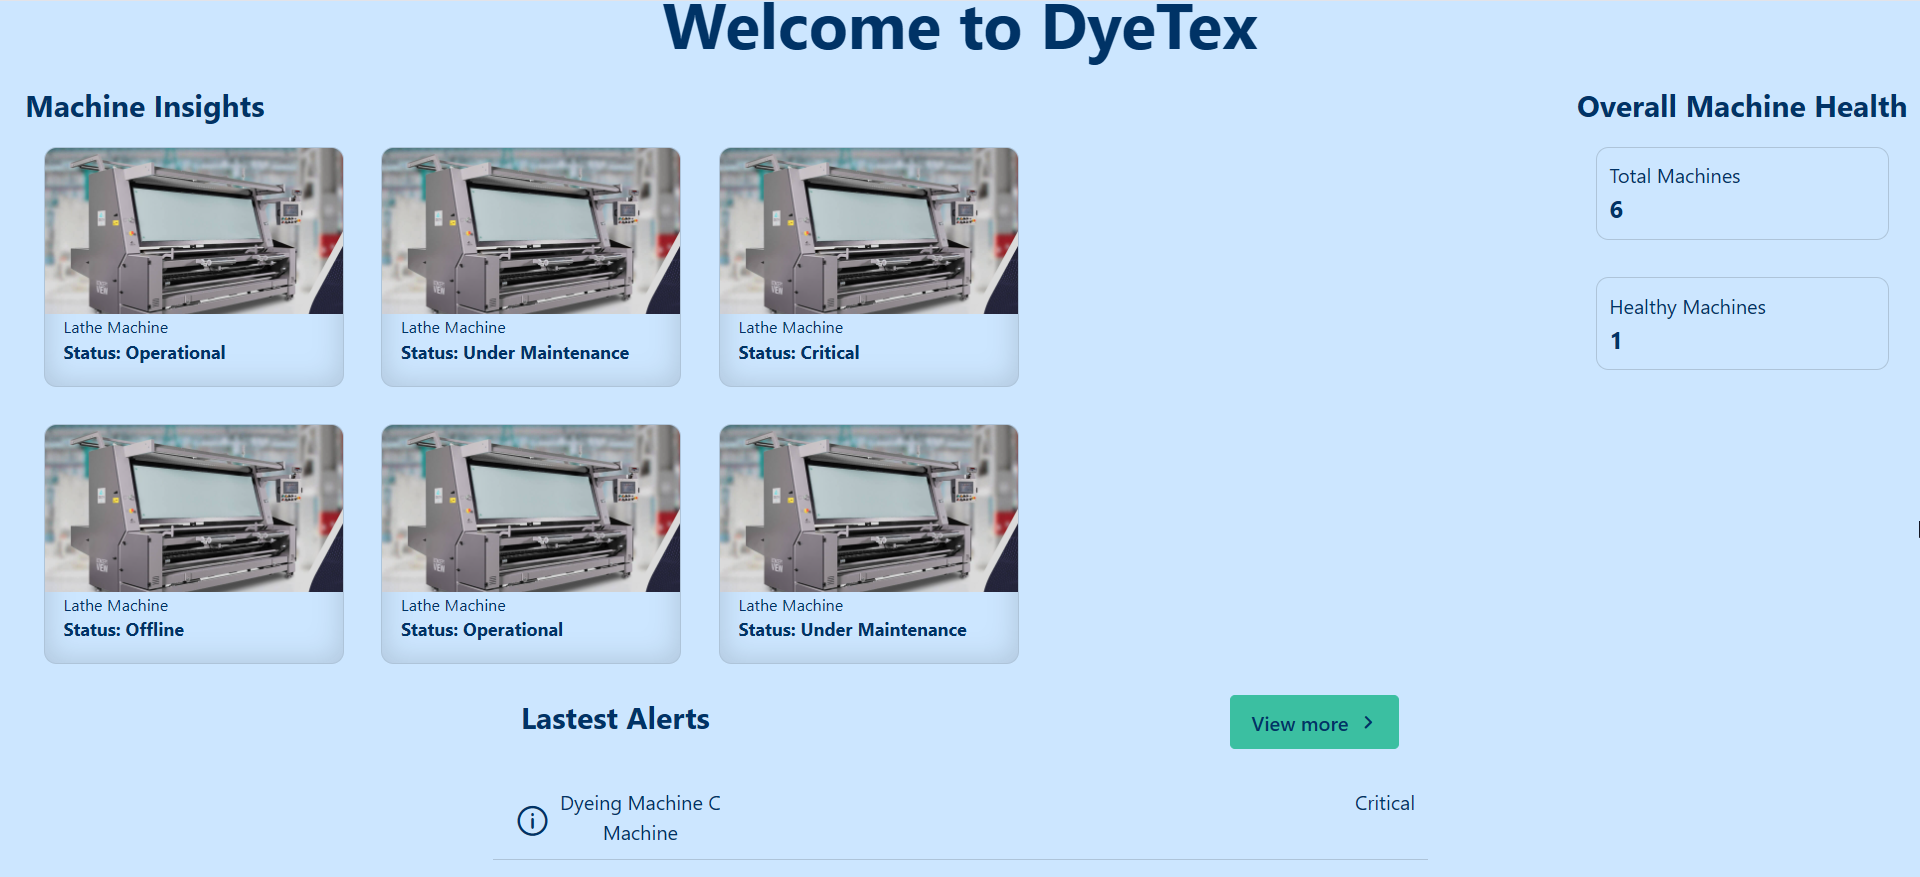 Welcome to DyeTex
Machine Insights
Lathe Machine
Status: Operational
Lathe Machine
Status: Under Maintenance
Lathe Machine
Status: Critical
Lathe Machine
Status: Offline
Lathe Machine
Status: Operational
Lathe Machine
Status: Under Maintenance
Overall Machine Health
Total Machines
6
Healthy Machines
1
Lastest Alerts
View more
Dyeing Machine C
Machine
Critical